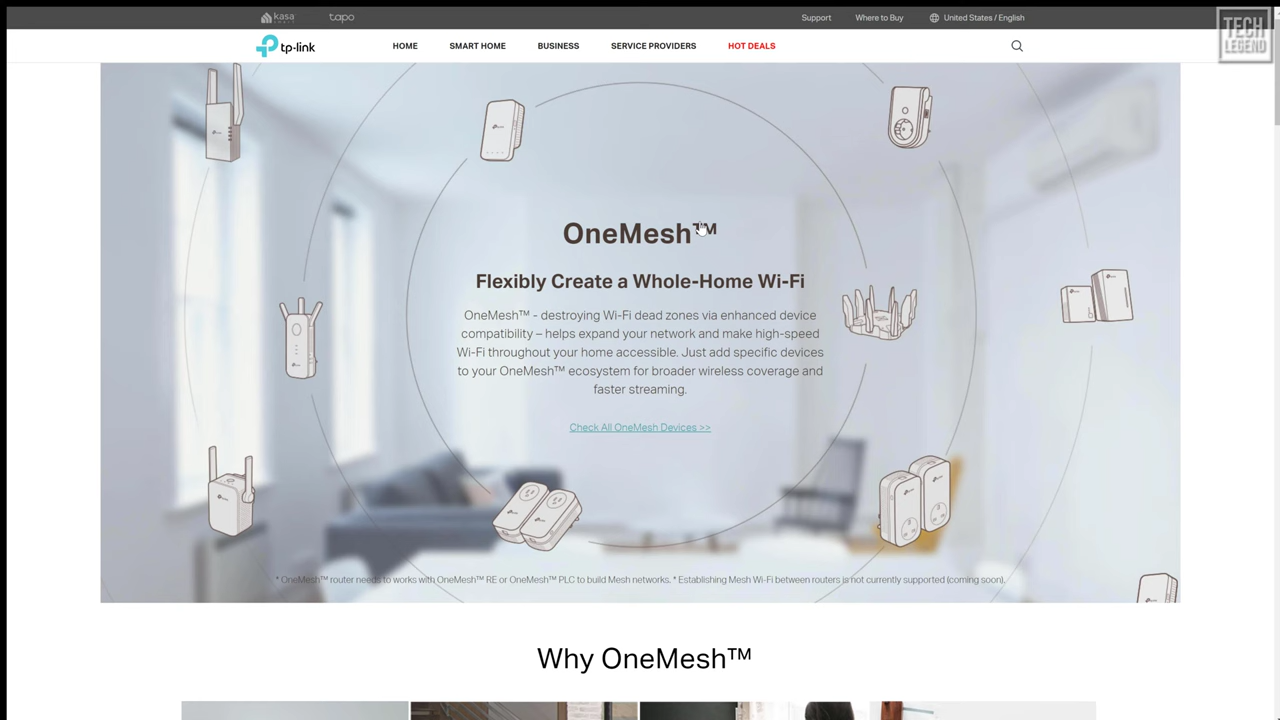 kasa
smart
tapo
Support
Where to Buy
United States / English
TECH
LEGEND
tp-link
HOME
SMART HOME
BUSINESS
SERVICE PROVIDERS
HOT DEALS
OneMesh™
Flexibly Create a Whole-Home Wi-Fi
OneMesh™ - destroying Wi-Fi dead zones via enhanced device
compatibility – helps expand your network and make high-speed
Wi-Fi throughout your home accessible. Just add specific devices
to your OneMesh™ ecosystem for broader wireless coverage and
faster streaming.
Check All OneMesh Devices >>
* OneMesh™ router needs to works with OneMesh™ RE or OneMesh™ PLC to build Mesh networks. * Establishing Mesh Wi-Fi between routers is not currently supported (coming soon).
Why OneMesh™